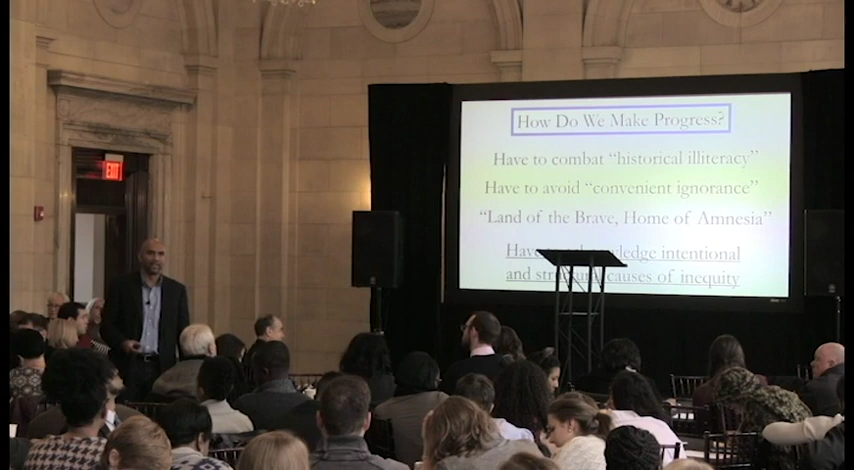 EXIT
How Do We Make Progress?
Have to combat “historical illiteracy”
Have to avoid “convenient ignorance”
“Land of the Brave, Home of Amnesia”
intentional
and causes of inequity